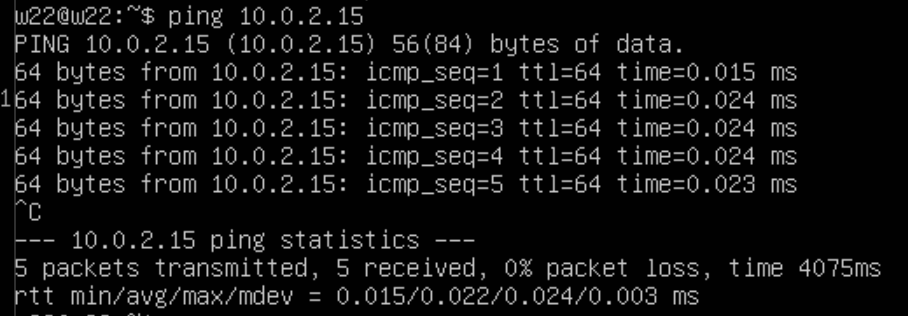 w22@w22:~$ ping 10.0.2.15
PING 10.0.2.15 (10.0.2.15) 56(84) bytes of data.
64 bytes from 10.0.2.15: icmp_seq=1 ttl=64 time=0.015 ms
64 bytes from 10.0.2.15: icmp_seq=2 ttl=64 time=0.024 ms
64 bytes from 10.0.2.15: icmp_seq=3 ttl=64 time=0.024 ms
64 bytes from 10.0.2.15: icmp_seq=4 ttl=64 time=0.024 ms
64 bytes from 10.0.2.15: icmp_seq=5 ttl=64 time=0.023 ms
^C
--- 10.0.2.15 ping statistics ---
5 packets transmitted, 5 received, 0% packet loss, time 4075ms
rtt min/avg/max/mdev = 0.015/0.022/0.024/0.003 ms